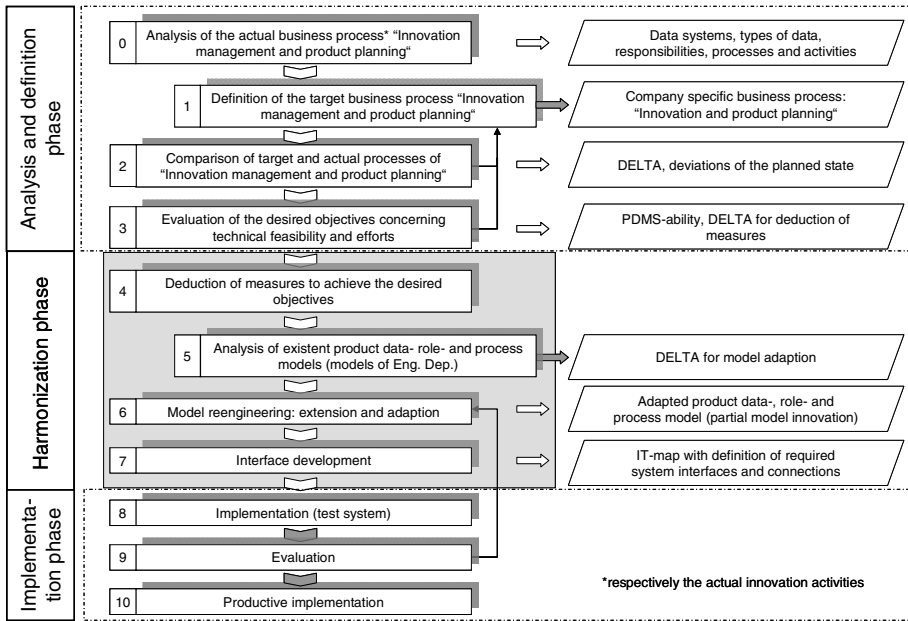 Analysis and definition
phase
0
Analysis of the actual business process* “Innovation
management and product planning“
Data systems, types of data,
responsibilities, processes and activities
1
Definition of the target business process “Innovation
management and product planning“
Company specific business process:
“Innovation and product planning“
2
Comparison of target and actual processes of
“Innovation management and product planning“
DELTA, deviations of the planned state
3
Evaluation of the desired objectives concerning
technical feasibility and efforts
PDMS-ability, DELTA for deduction of
measures
Harmonization phase
4
Deduction of measures to achieve the desired
objectives
5
Analysis of existent product data- role- and process
models (models of Eng. Dep.)
DELTA for model adaption
6
Model reengineering: extension and adaption
Adapted product data-, role- and
process model (partial model innovation)
7
Interface development
IT-map with definition of required
system interfaces and connections
Implementa-
tion phase
8
Implementation (test system)
9
Evaluation
10
Productive implementation
*respectively the actual innovation activities